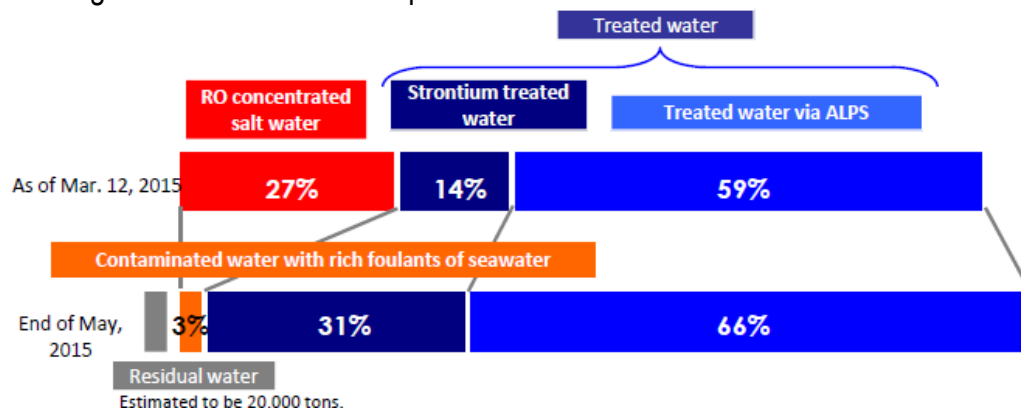 Treated water
RO concentrated
salt water
Strontium treated
water
Treated water via ALPS
As of Mar. 12, 2015
27%
14%
59%
Contaminated water with rich foulants of seawater
End of May,
2015
3%
31%
66%
Residual water
Estimated to be 20,000 tons.